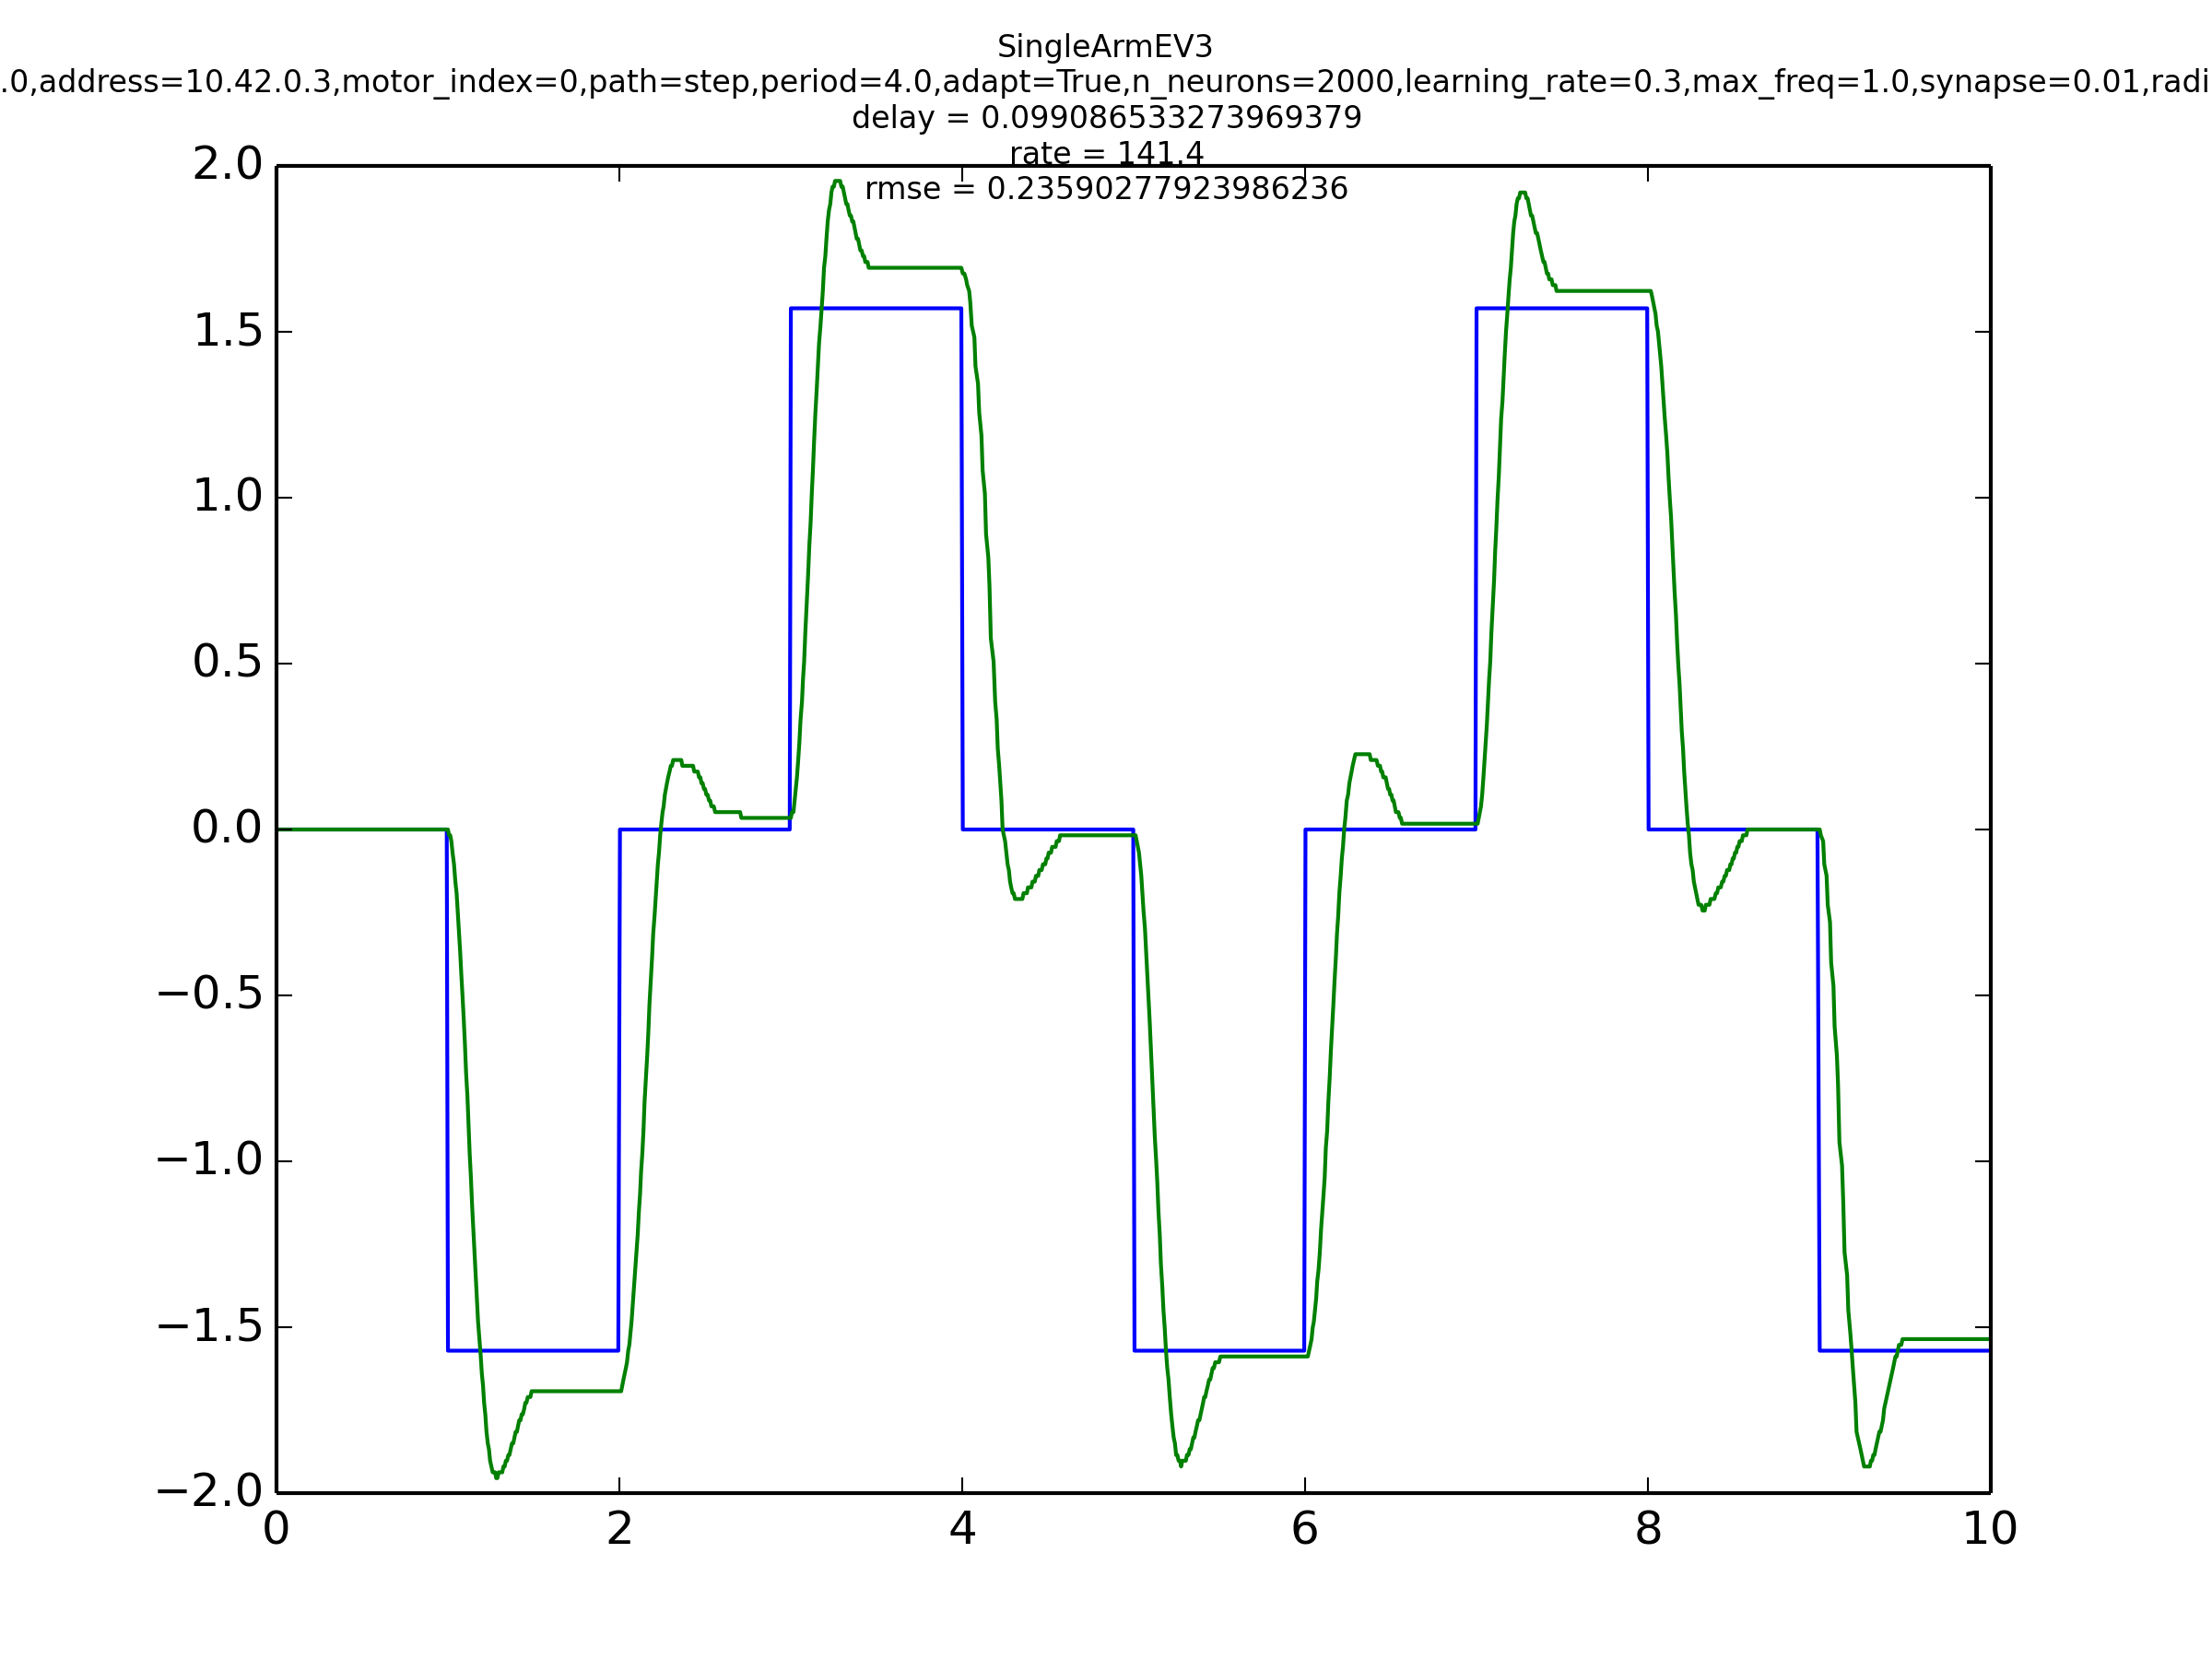 SingleArmEV3
.0,address=10.42.0.3,motor_index=0,path=step,period=4.0,adapt=True,n_neurons=2000,learning_rate=0.3,max_freq=1.0,synapse=0.01,radi
delay = 0.099086533273969379
rate = 141.4
rmse = 0.23590277923986236
2.0
1.5
1.0
0.5
0.0
−0.5
−1.0
−1.5
−2.0
0 2 4 6 8 10